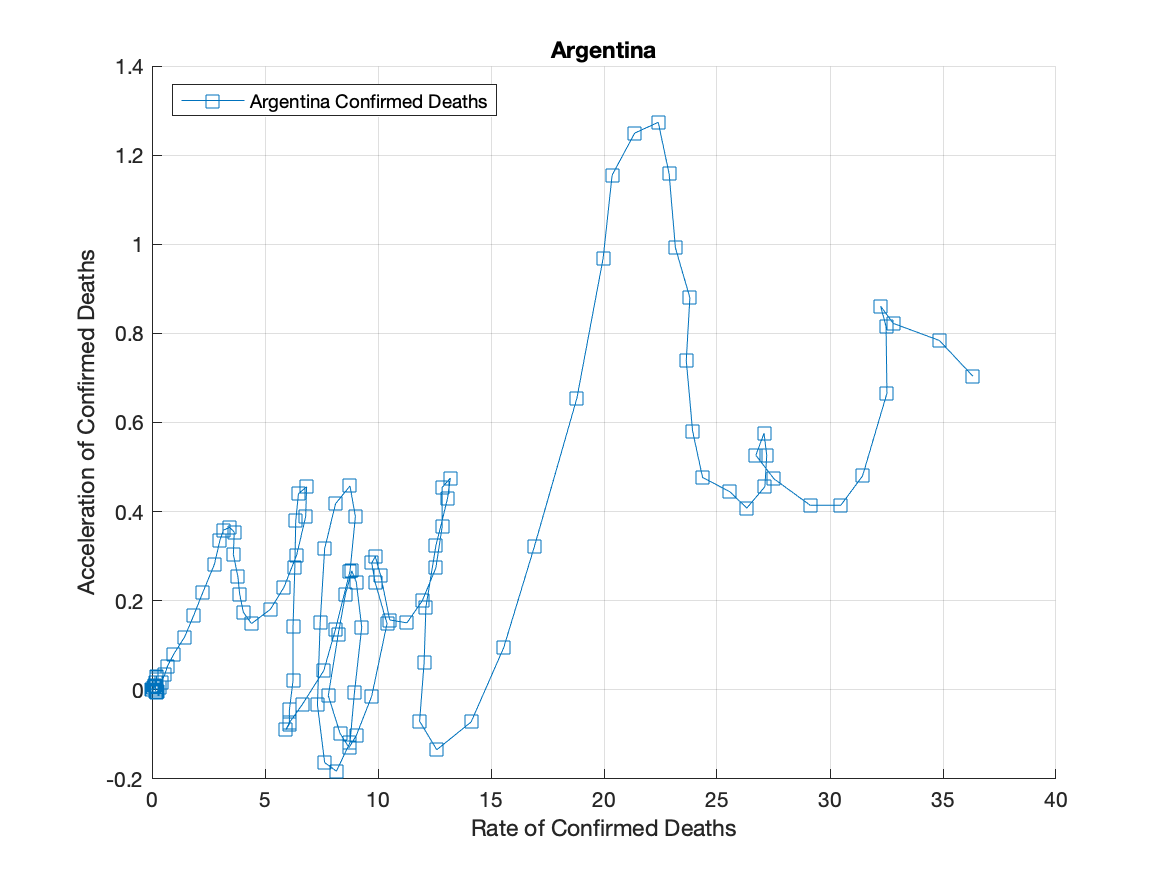 Argentina
Argentina Confirmed Deaths
1.4
1.2
1
0.8
0.6
0.4
0.2
0
-0.2
Acceleration of Confirmed Deaths
0 5 10 15 20 25 30 35 40
Rate of Confirmed Deaths